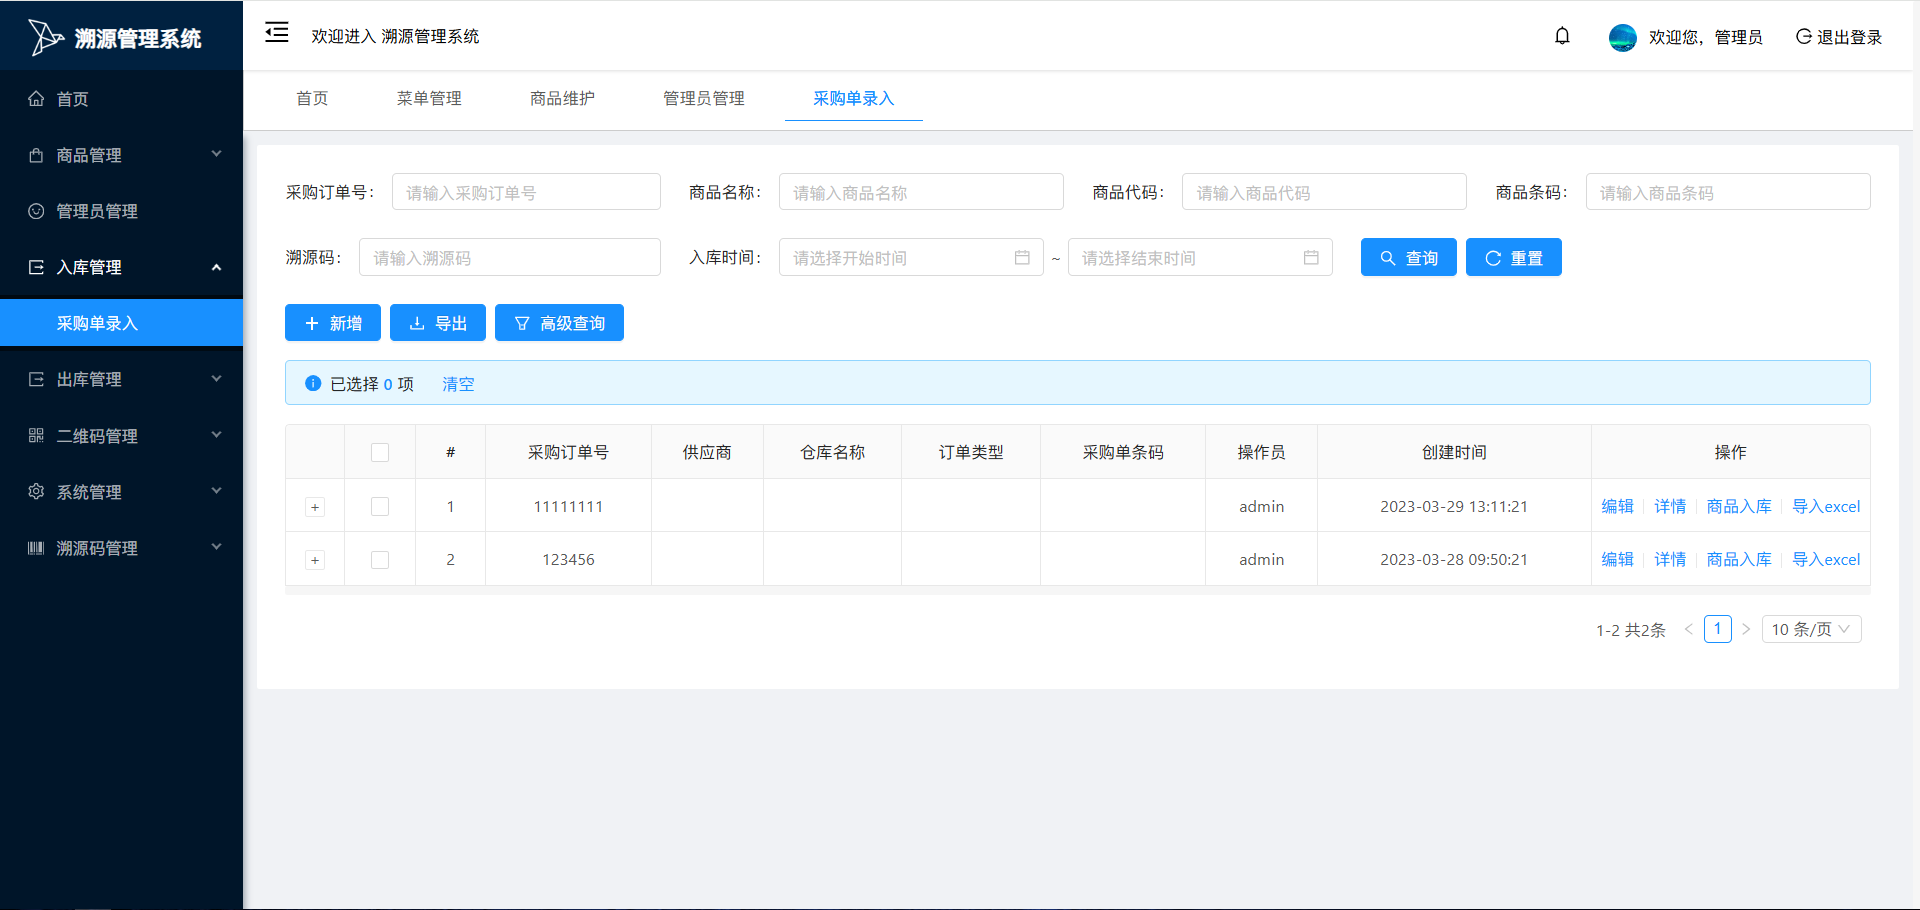 溯源管理系统
欢迎进入 溯源管理系统
欢迎您，管理员
退出登录
首页
商品管理
管理员管理
入库管理
采购单录入
出库管理
二维码管理
系统管理
溯源码管理
首页 菜单管理 商品维护 管理员管理 采购单录入
采购订单号： 请输入采购订单号 商品名称： 请输入商品名称 商品代码： 请输入商品代码 商品条码： 请输入商品条码
溯源码： 请输入溯源码 入库时间： 请选择开始时间 ~ 请选择结束时间 查询 重置
新增 导出 高级查询
已选择 0 项 清空
# 采购订单号 供应商 仓库名称 订单类型 采购单条码 操作员 创建时间 操作
1 11111111 admin 2023-03-29 13:11:21 编辑 详情 商品入库 导入excel
2 123456 admin 2023-03-28 09:50:21 编辑 详情 商品入库 导入excel
1-2 共2条 < 1 > 10 条/页